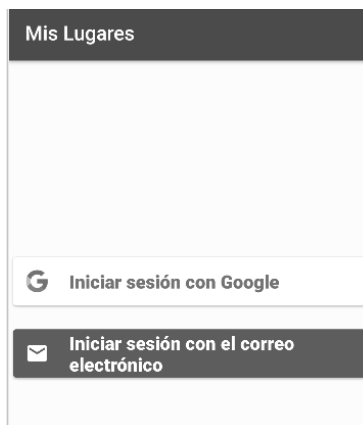 Mis Lugares
Iniciar sesión con Google
Iniciar sesión con el correo
electrónico